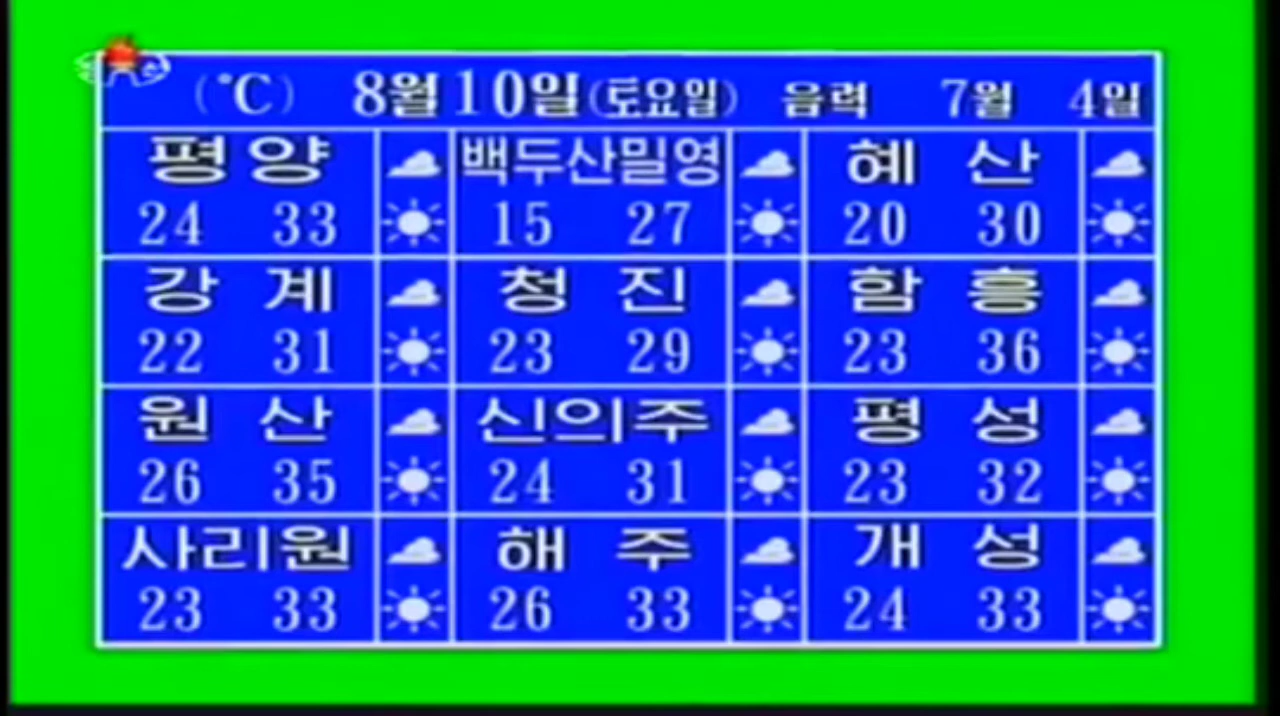 (℃) 8월 10일(토요일) 음력 7월 4일
평양 백두산밀영 혜산
24 33 15 27 20 30
강계 청진 함흥
22 31 23 29 23 36
원산 신의주 평성
26 35 24 31 23 32
사리원 해주 개성
23 33 26 33 24 33